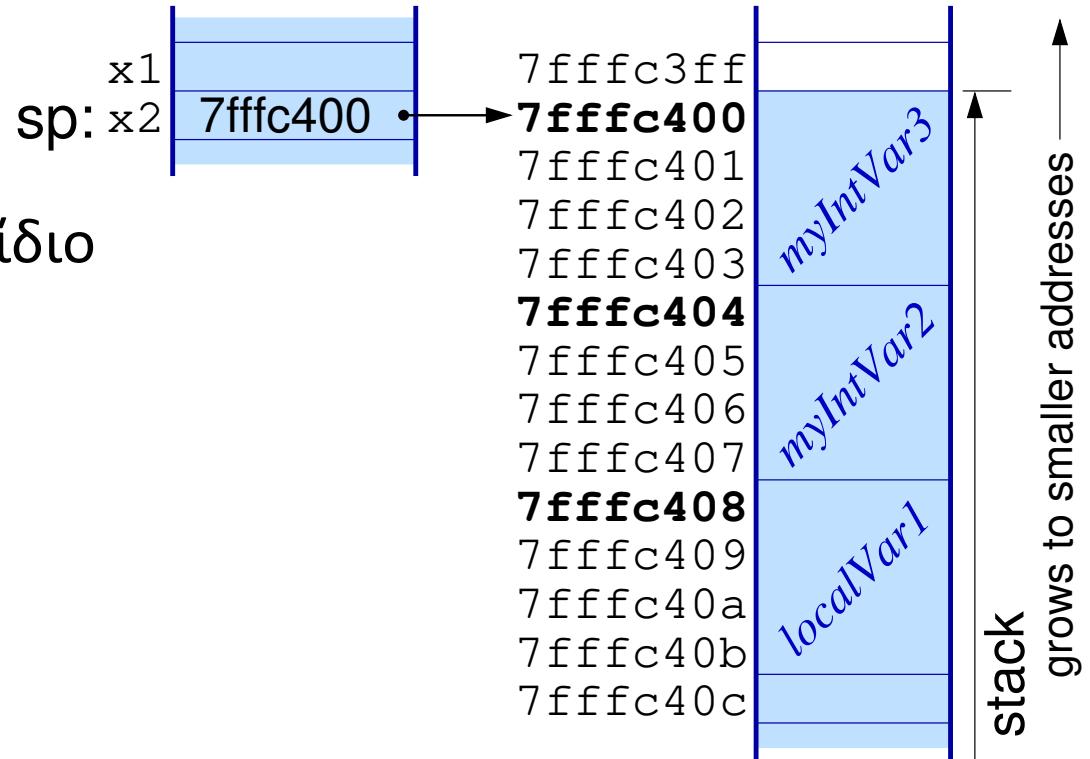 x1
sp: x2 7fffc400
ίδιο
7fffc3ff
7fffc400
7fffc401
7fffc402
7fffc403
7fffc404
7fffc405
7fffc406
7fffc407
7fffc408
7fffc409
7fffc40a
7fffc40b
7fffc40c
myIntVar3
myIntVar2
localVar1
stack
grows to smaller addresses